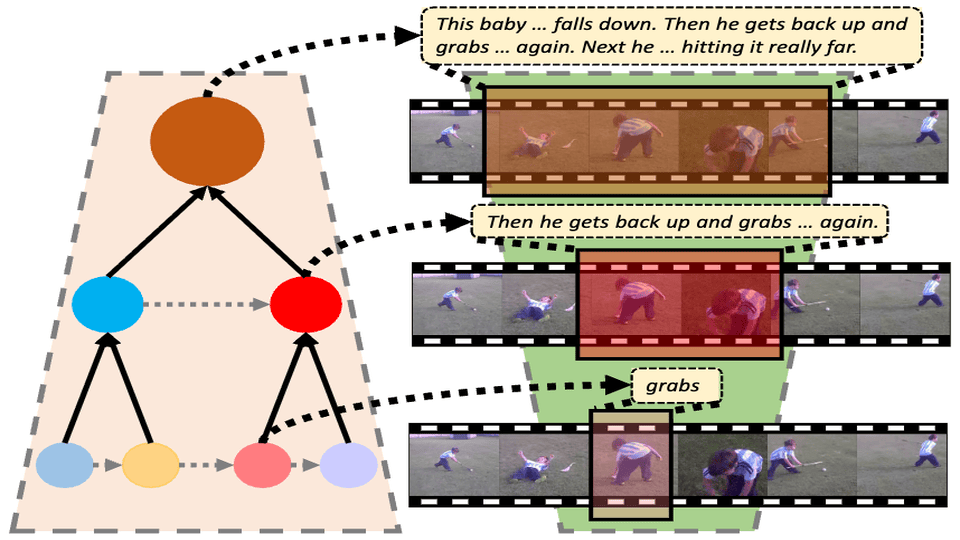 This baby ... falls down. Then he gets back up and
grabs ... again. Next he ... hitting it really far.
Then he gets back up and grabs ... again.
grabs